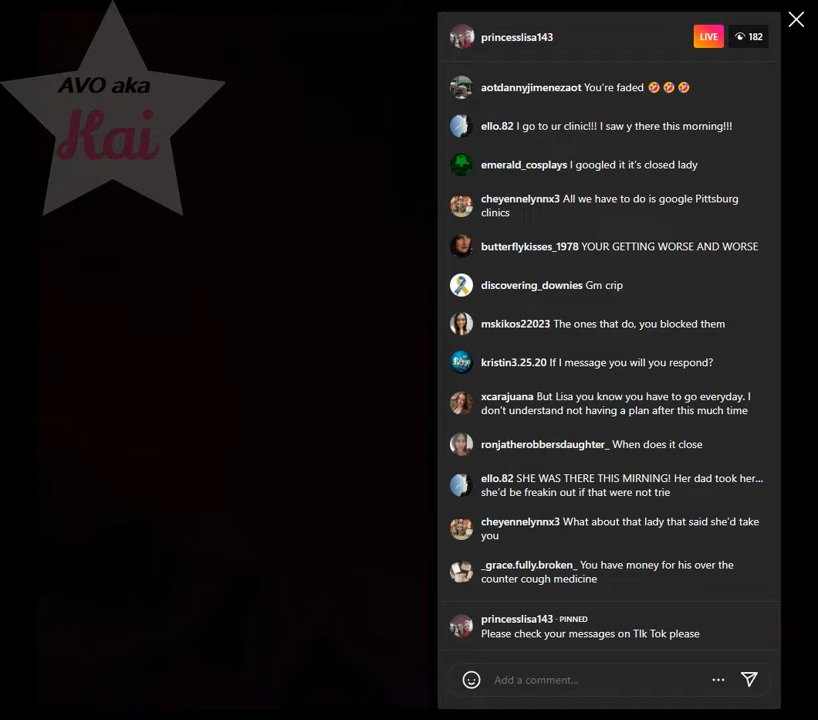 AVO aka
Kai
princesslisa143
LIVE
182
aotdannyjimenezaot You're faded 🤣 🤣 🤣
ello.82 I go to ur clinic!!! I saw y there this morning!!!
emerald_cosplays I googled it it's closed lady
cheyennelynnx3 All we have to do is google Pittsburg
clinics
butterflykisses_1978 YOUR GETTING WORSE AND WORSE
discovering_downies Gm crip
mskikos22023 The ones that do, you blocked them
kristin3.25.20 If I message you will you respond?
xcarajuana But Lisa you know you have to go everyday. I
don't understand not having a plan after this much time
ronjatherobbersdaughter_ When does it close
ello.82 SHE WAS THERE THIS MIRNING! Her dad took her...
she'd be freakin out if that were not trie
cheyennelynnx3 What about that lady that said she'd take
you
_grace.fully.broken_ You have money for his over the
counter cough medicine
princesslisa143 · PINNED
Please check your messages on TIk Tok please
Add a comment...